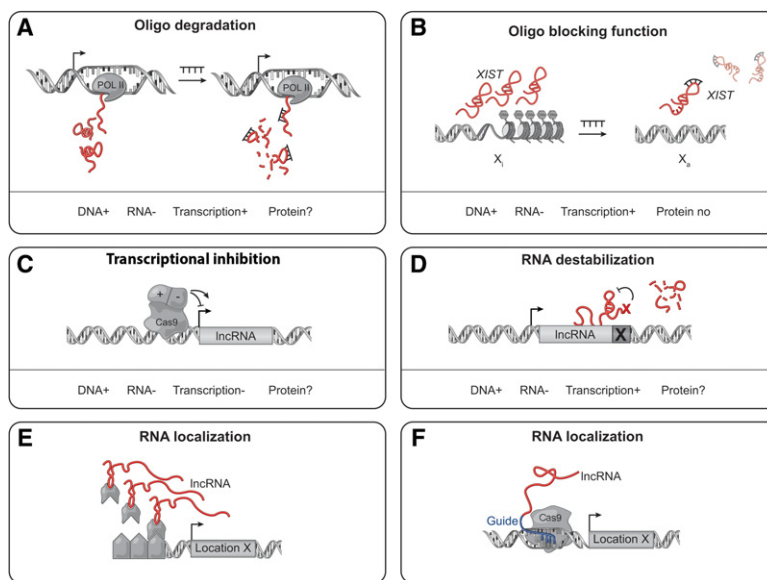 A
Oligo degradation
POL II
POL II
DNA+ RNA- Transcription+ Protein?
B
Oligo blocking function
XIST
XIST
Xi
Xa
DNA+ RNA- Transcription+ Protein no
C
Transcriptional inhibition
+ -
Cas9
lncRNA
DNA+ RNA- Transcription- Protein?
D
RNA destabilization
X
lncRNA X
DNA+ RNA- Transcription+ Protein?
E
RNA localization
lncRNA
Location X
F
RNA localization
lncRNA
Guide
Cas9
Location X